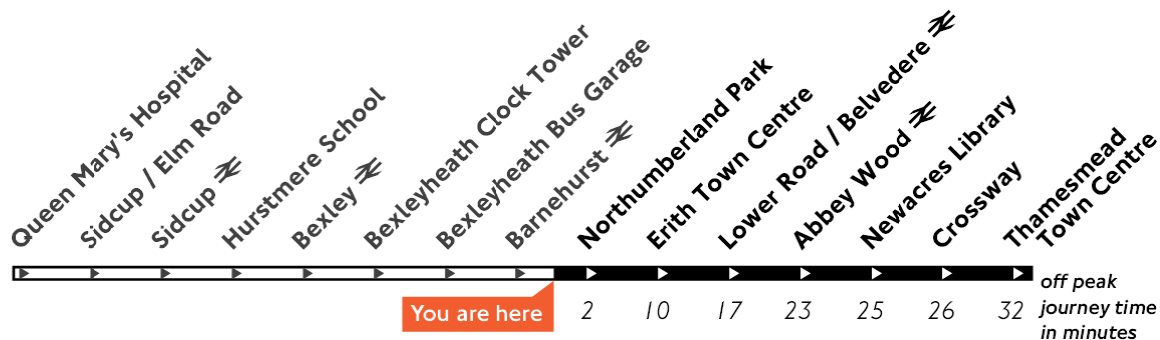 Queen Mary's Hospital
Sidcup / Elm Road
Sidcup
Hurstmere School
Bexley
Bexleyheath Clock Tower
Bexleyheath Bus Garage
Barnehurst
Northumberland Park
Erith Town Centre
Lower Road / Belvedere
Abbey Wood
Newacres Library
Crossway
Thamesmead
Town Centre
You are here
2 10 17 23 25 26 32
off peak
journey time
in minutes